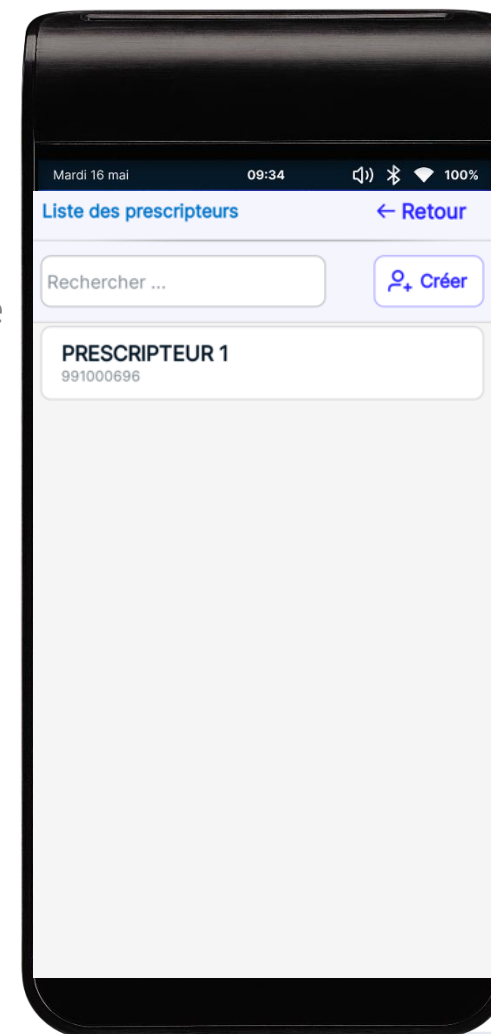 Mardi 16 mai 09:34 100%
Liste des prescripteurs ← Retour
Rechercher ... Créer
PRESCRIPTEUR 1
991000696